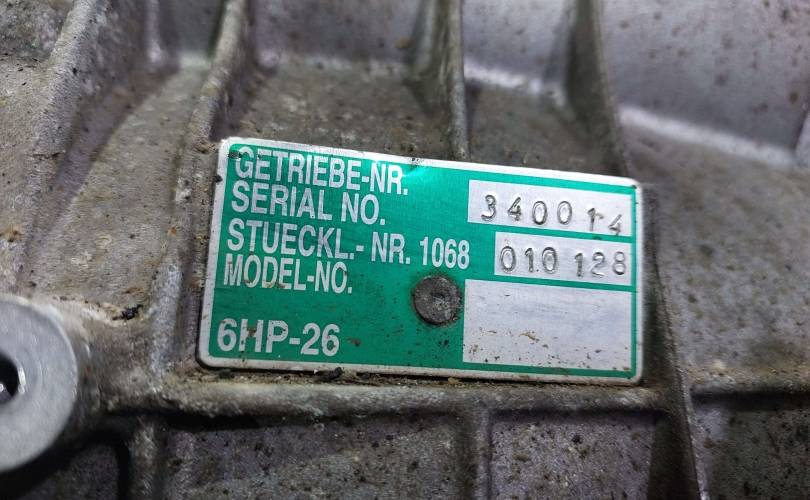 GETRIEBE-NR.
SERIAL NO. 340014
STUECKL.- NR. 1068 010 128
MODEL-NO.
6HP-26